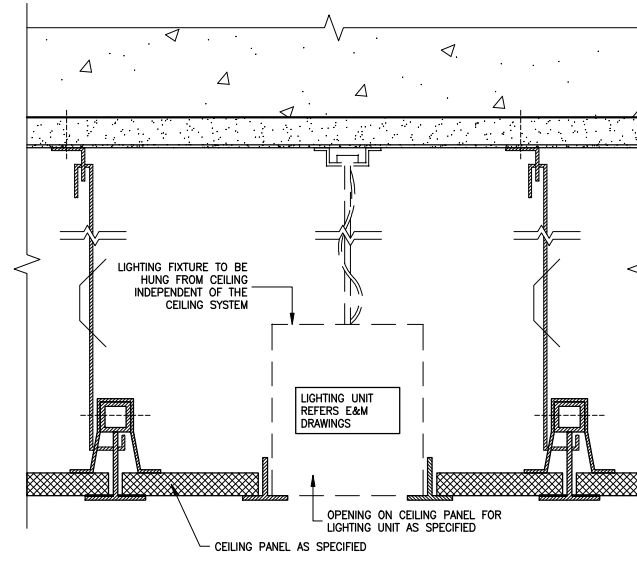 LIGHTING FIXTURE TO BE
HUNG FROM CEILING
INDEPENDENT OF THE
CEILING SYSTEM
LIGHTING UNIT
REFERS E&M
DRAWINGS
OPENING ON CEILING PANEL FOR
LIGHTING UNIT AS SPECIFIED
CEILING PANEL AS SPECIFIED